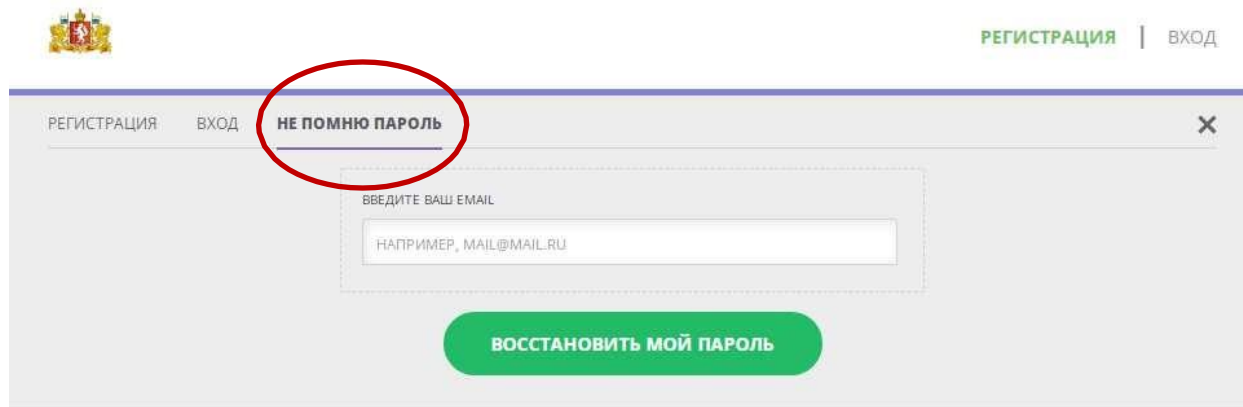 РЕГИСТРАЦИЯ | ВХОД
РЕГИСТРАЦИЯ ВХОД НЕ ПОМНЮ ПАРОЛЬ ×
ВВЕДИТЕ ВАШ EMAIL
НАПРИМЕР, MAIL@MAIL.RU
ВОССТАНОВИТЬ МОЙ ПАРОЛЬ